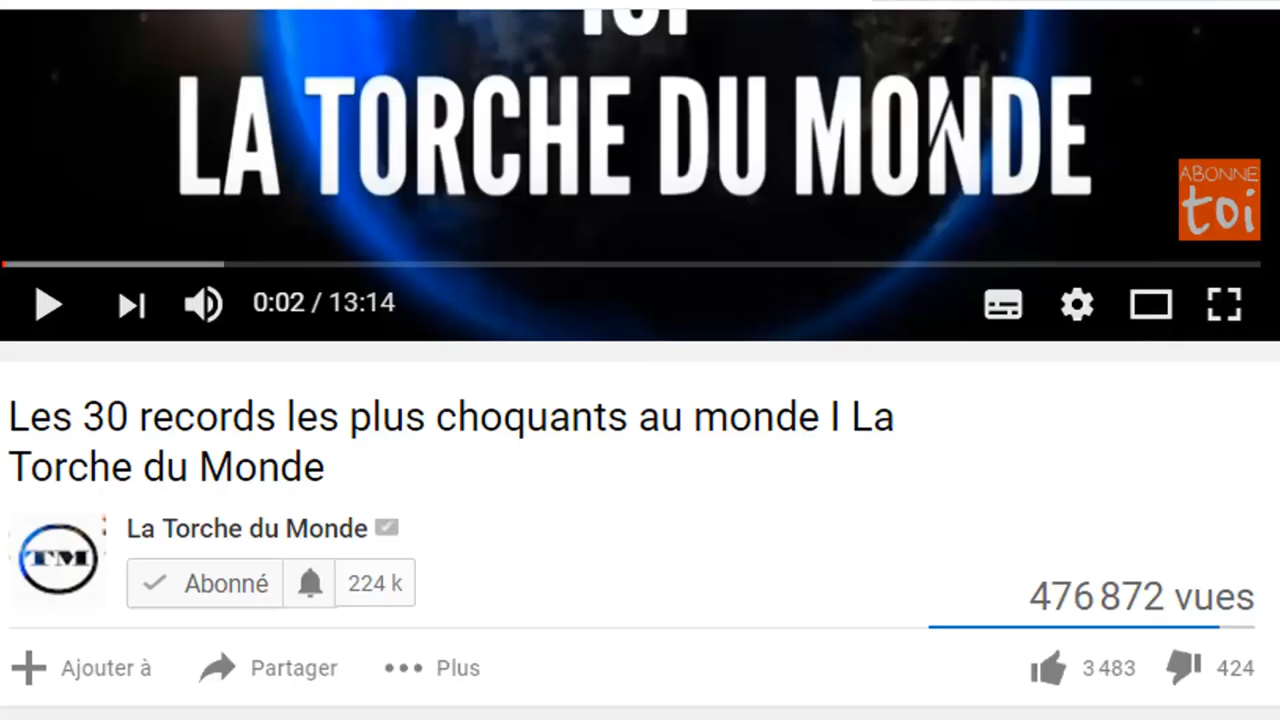 LA TORCHE DU MONDE
ABONNE
toi
0:02 / 13:14
Les 30 records les plus choquants au monde I La
Torche du Monde
TM
La Torche du Monde
Abonné 224 k
476 872 vues
Ajouter à Partager Plus 3 483 424